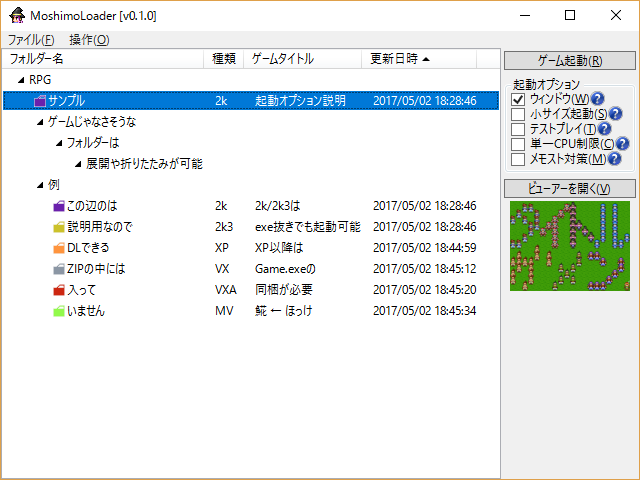 MoshimoLoader [v0.1.0]
ファイル(F) 操作(O)
フォルダー名 種類 ゲームタイトル 更新日時
RPG
サンプル 2k 起動オプション説明 2017/05/02 18:28:46
ゲームじゃなさそうな
フォルダーは
展開や折りたたみが可能
例
この辺のは 2k 2k/2k3は 2017/05/02 18:28:46
説明用なので 2k3 exe抜きでも起動可能 2017/05/02 18:28:46
DLできる XP XP以降は 2017/05/02 18:44:59
ZIPの中には VX Game.exeの 2017/05/02 18:45:12
入って VXA 同梱が必要 2017/05/02 18:45:20
いません MV 鯱 ← ほっけ 2017/05/02 18:45:34
ゲーム起動(R)
起動オプション
ウィンドウ(W)
小サイズ起動(S)
テストプレイ(T)
単一CPU制限(C)
メモスト対策(M)
ビューアーを開く(V)